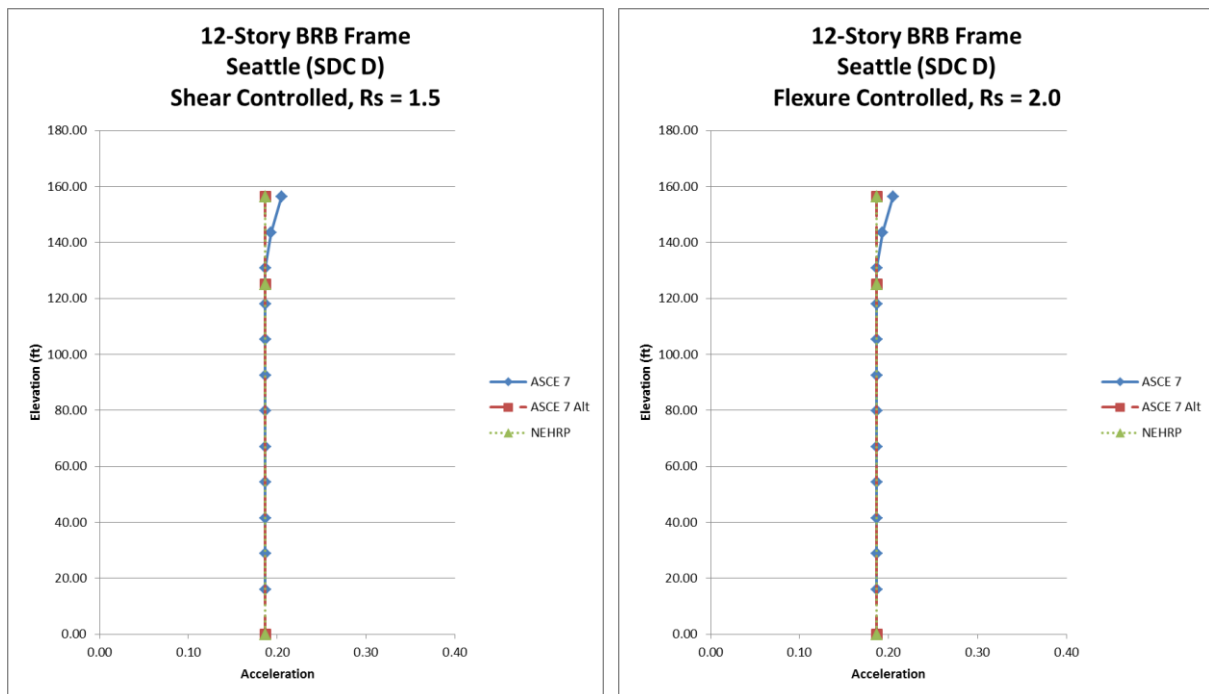 12-Story BRB Frame
Seattle (SDC D)
Shear Controlled, Rs = 1.5
180.00
160.00
140.00
120.00
100.00
80.00
60.00
40.00
20.00
0.00
Elevation (ft)
0.00 0.10 0.20 0.30 0.40
Acceleration
ASCE 7
ASCE 7 Alt
NEHRP
12-Story BRB Frame
Seattle (SDC D)
Flexure Controlled, Rs = 2.0
180.00
160.00
140.00
120.00
100.00
80.00
60.00
40.00
20.00
0.00
Elevation (ft)
0.00 0.10 0.20 0.30 0.40
Acceleration
ASCE 7
ASCE 7 Alt
NEHRP